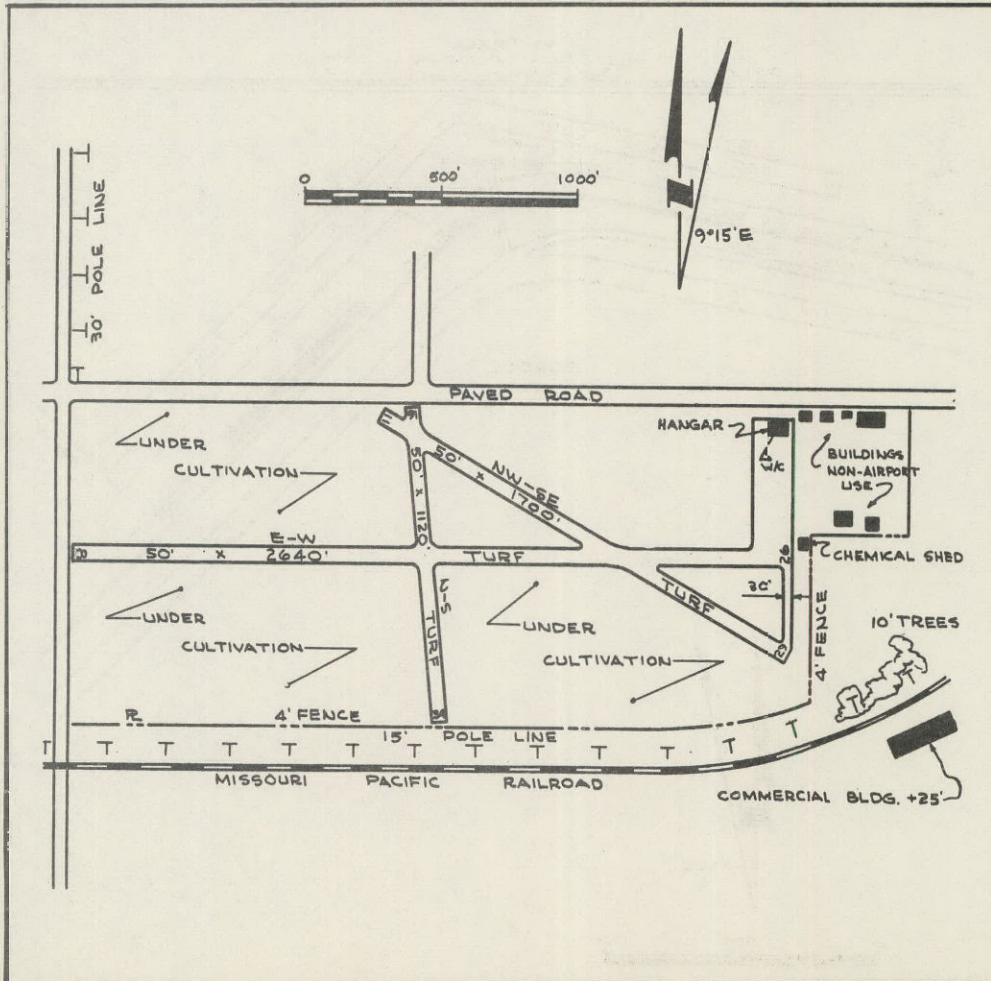 0 500' 1000'
9°15'E
30' POLE LINE
PAVED ROAD
HANGAR
BUILDINGS
NON-AIRPORT
USE
UNDER
CULTIVATION
50' x 1120'
NW-SE
50' x 1700'
E-W
50' x 2640'
TURF
26
CHEMICAL SHED
UNDER
CULTIVATION
N-S
TURF
UNDER
CULTIVATION
TURF
30'
4' FENCE
10' TREES
4' FENCE
15' POLE LINE
MISSOURI PACIFIC RAILROAD
COMMERCIAL BLDG. +25'